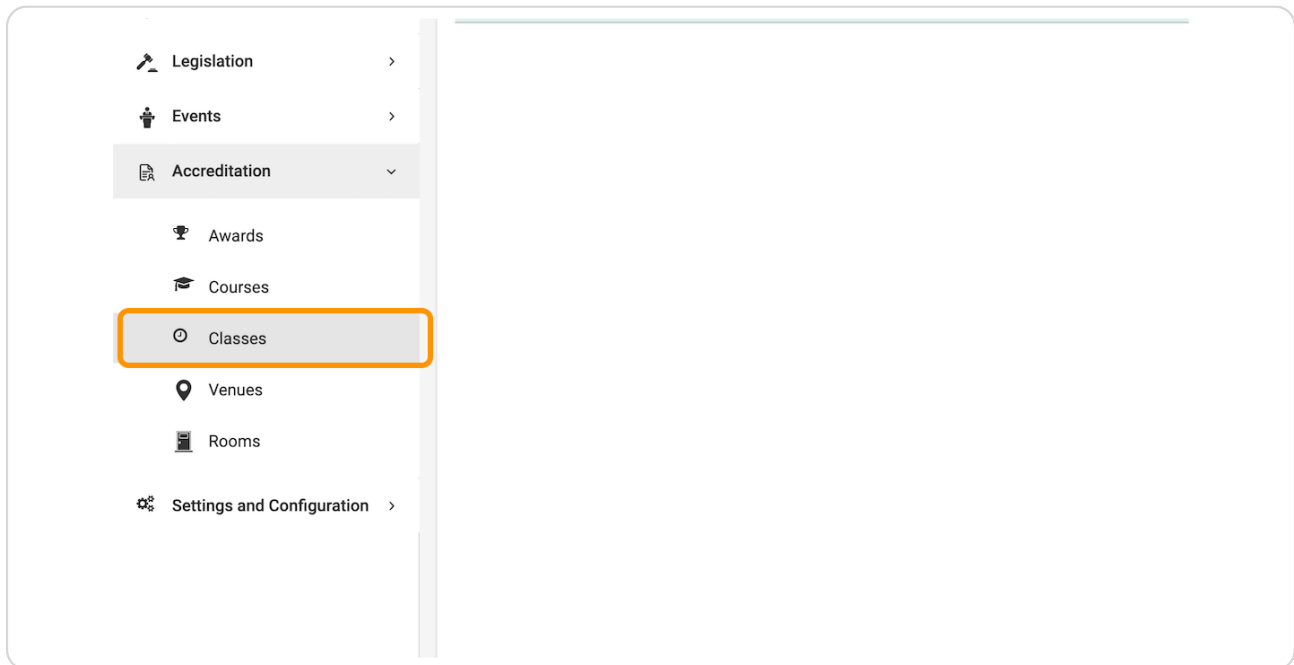 Legislation
Events
Accreditation
Awards
Courses
Classes
Venues
Rooms
Settings and Configuration